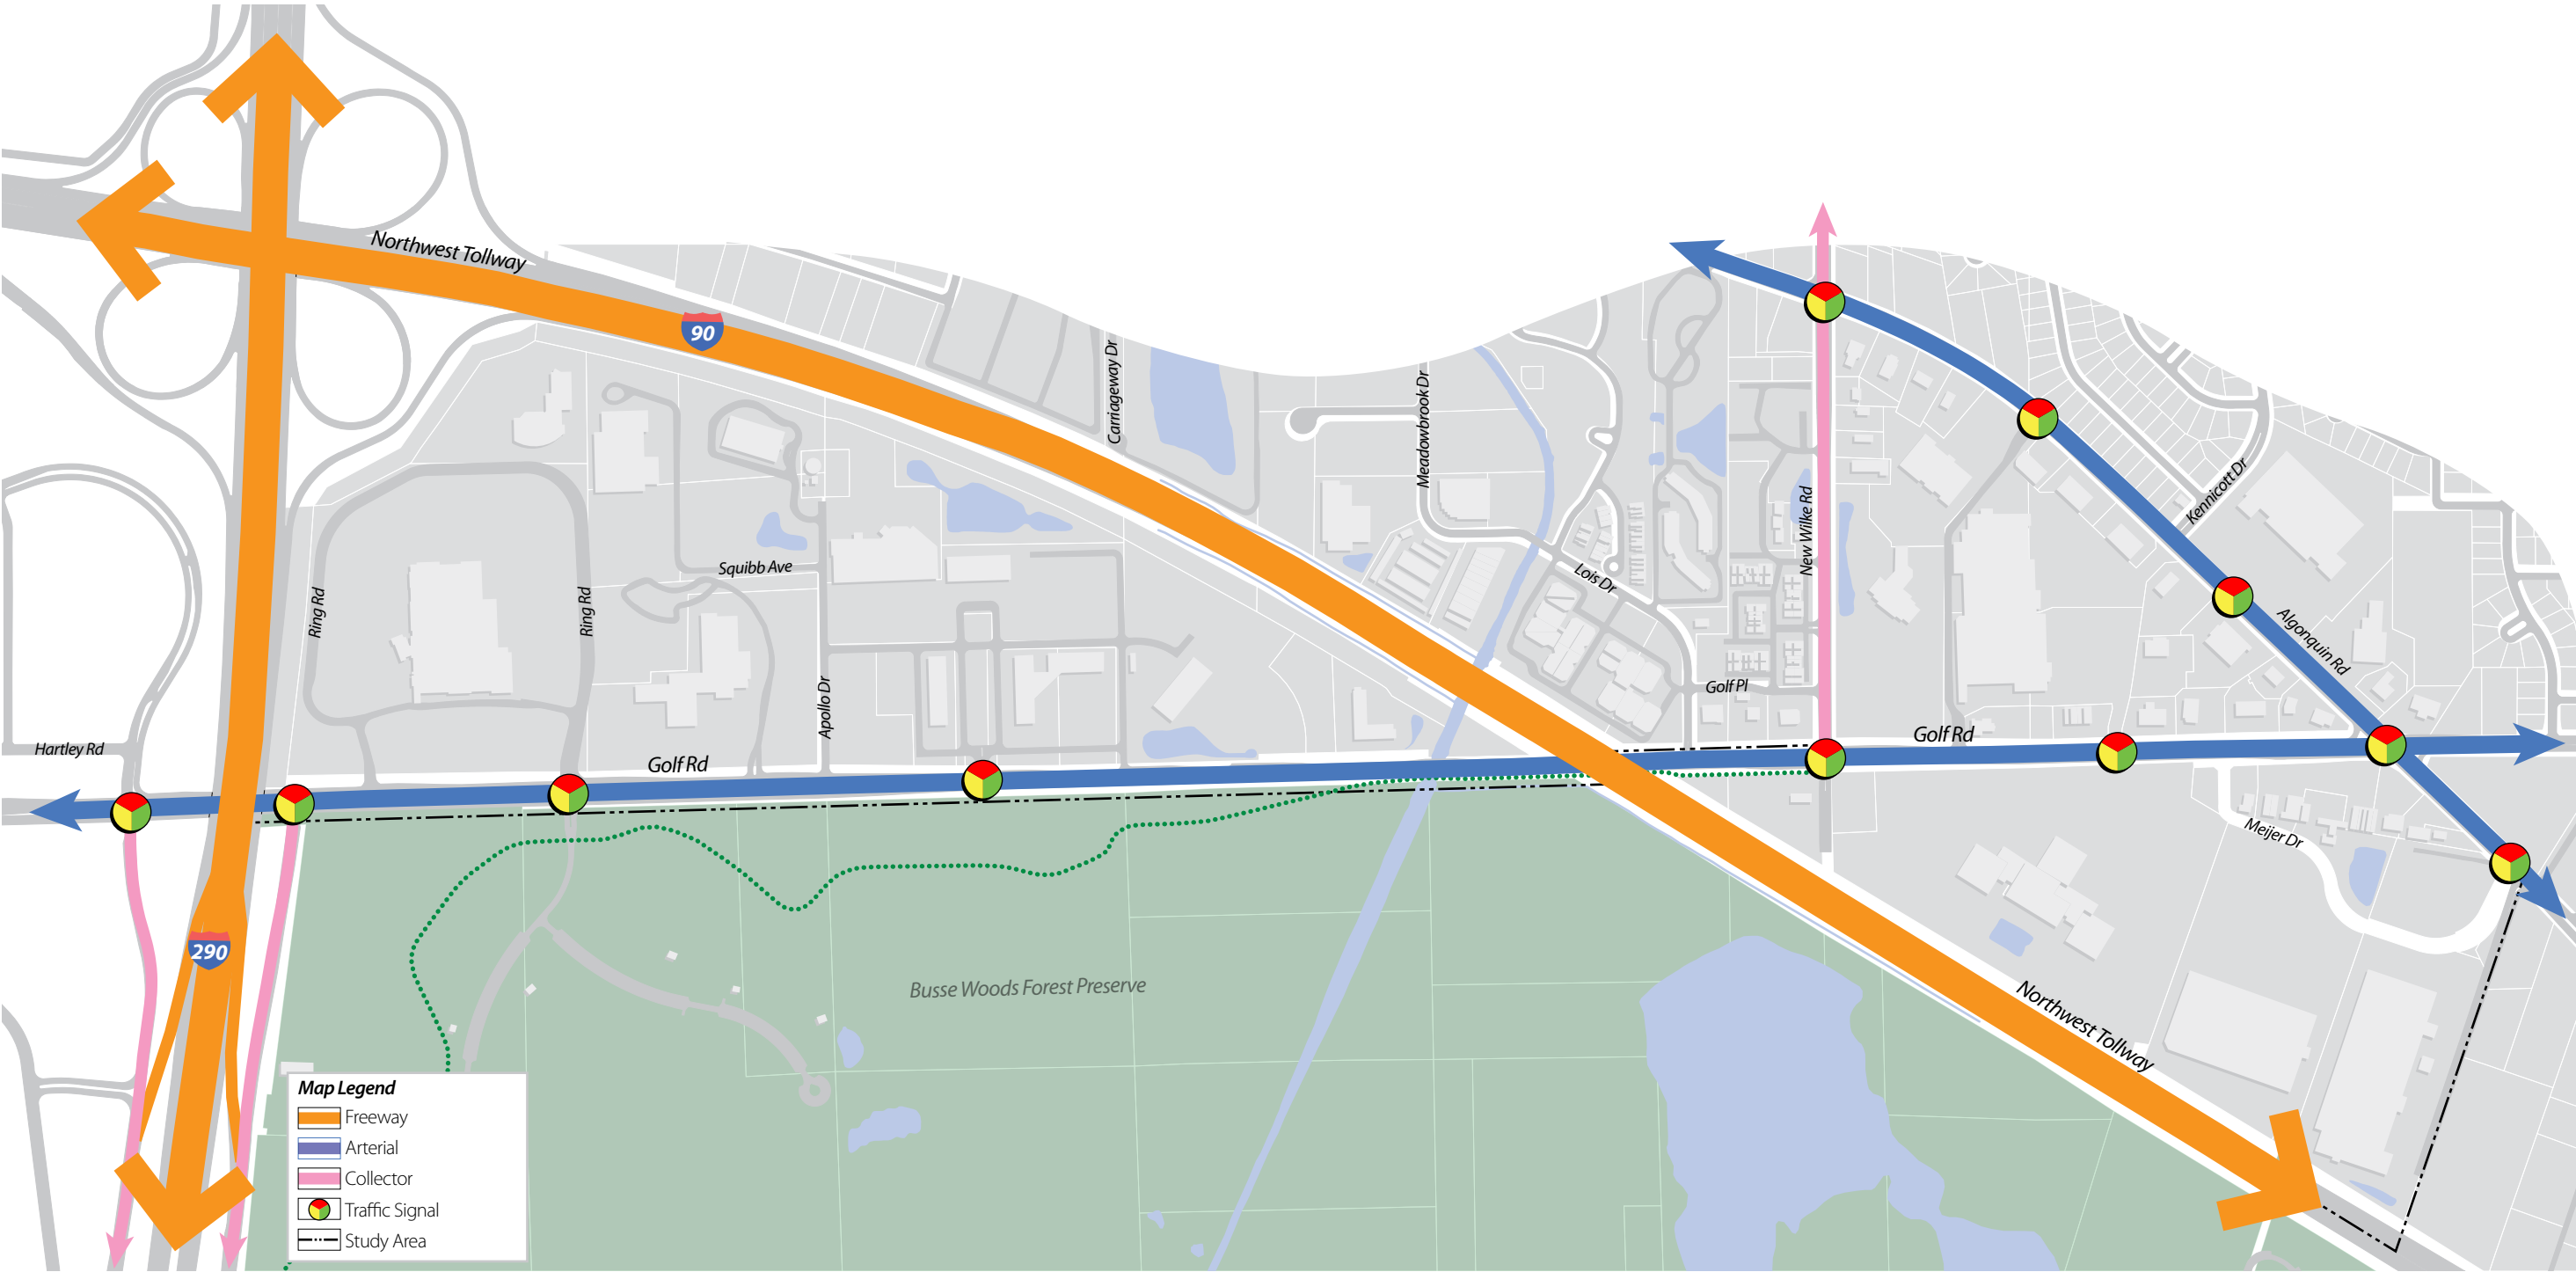 Northwest Tollway
90
Carriageway Dr
Meadowbrook Dr
New Wilke Rd
Kennicott Dr
Squibb Ave
Lois Dr
Ring Rd
Ring Rd
Algonquin Rd
Apollo Dr
Golf Pl
Hartley Rd
Golf Rd
Golf Rd
Meijer Dr
290
Busse Woods Forest Preserve
Northwest Tollway
Map Legend
Freeway
Arterial
Collector
Traffic Signal
Study Area